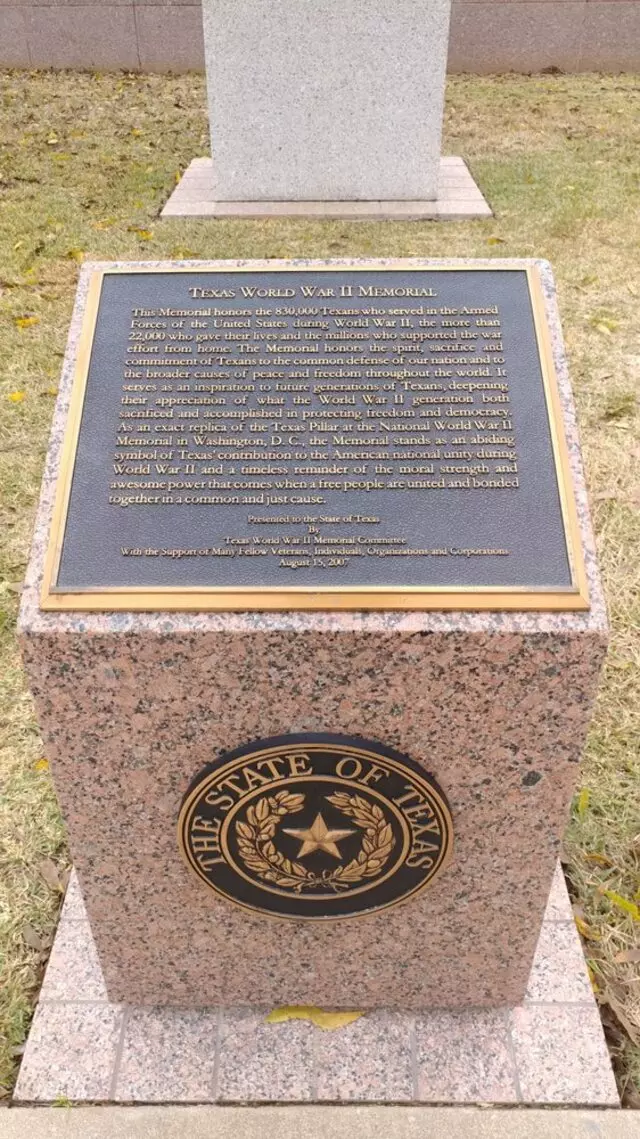 TEXAS WORLD WAR II MEMORIAL
This Memorial honors the 830,000 Texans who served in the Armed
Forces of the United States during World War II, the more than
22,000 who gave their lives and the millions who supported the war
effort from home. The Memorial honors the spirit, sacrifice and
commitment of Texans to the common defense of our nation and to
the broader causes of peace and freedom throughout the world. It
serves as an inspiration to future generations of Texans, deepening
their appreciation of what the World War II generation both
sacrificed and accomplished in protecting freedom and democracy.
As an exact replica of the Texas Pillar at the National World War II
Memorial in Washington, D. C., the Memorial stands as an abiding
symbol of Texas' contribution to the American national unity during
World War II and a timeless reminder of the moral strength and
awesome power that comes when a free people are united and bonded
together in a common and just cause.
Presented to the State of Texas
By
Texas World War II Memorial Committee
With the Support of Many Fellow Veterans, Individuals, Organizations and Corporations
August 15, 2007
THE STATE OF TEXAS